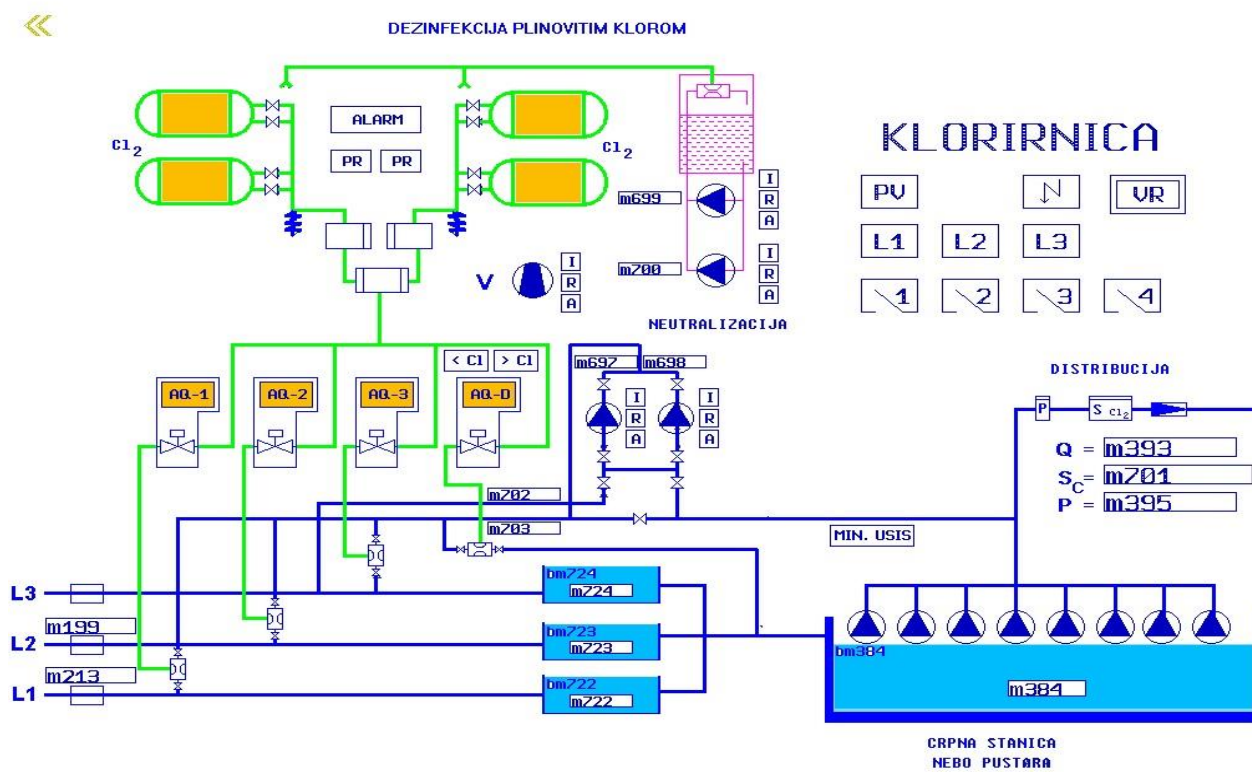 DEZINFEKCIJA PLINOVITIM KLOROM
Cl2
ALARM
PR PR
Cl2
m699
I
R
A
m700
I
R
A
V
I
R
A
NEUTRALIZACIJA
KLORIRNICA
PV
VR
L1 L2 L3
1 2 3 4
< Cl > Cl
AQ-1 AQ-2 AQ-3 AQ-D
m697 m698
I
R
A
I
R
A
DISTRIBUCIJA
P
S Cl2
Q = m393
Sc= m701
P = m395
m702
m703
MIN. USIS
L3
m199
L2
m213
L1
bm724
m724
bm723
m723
bm722
m722
bm384
m384
CRPNA STANICA
NEBO PUSTARA